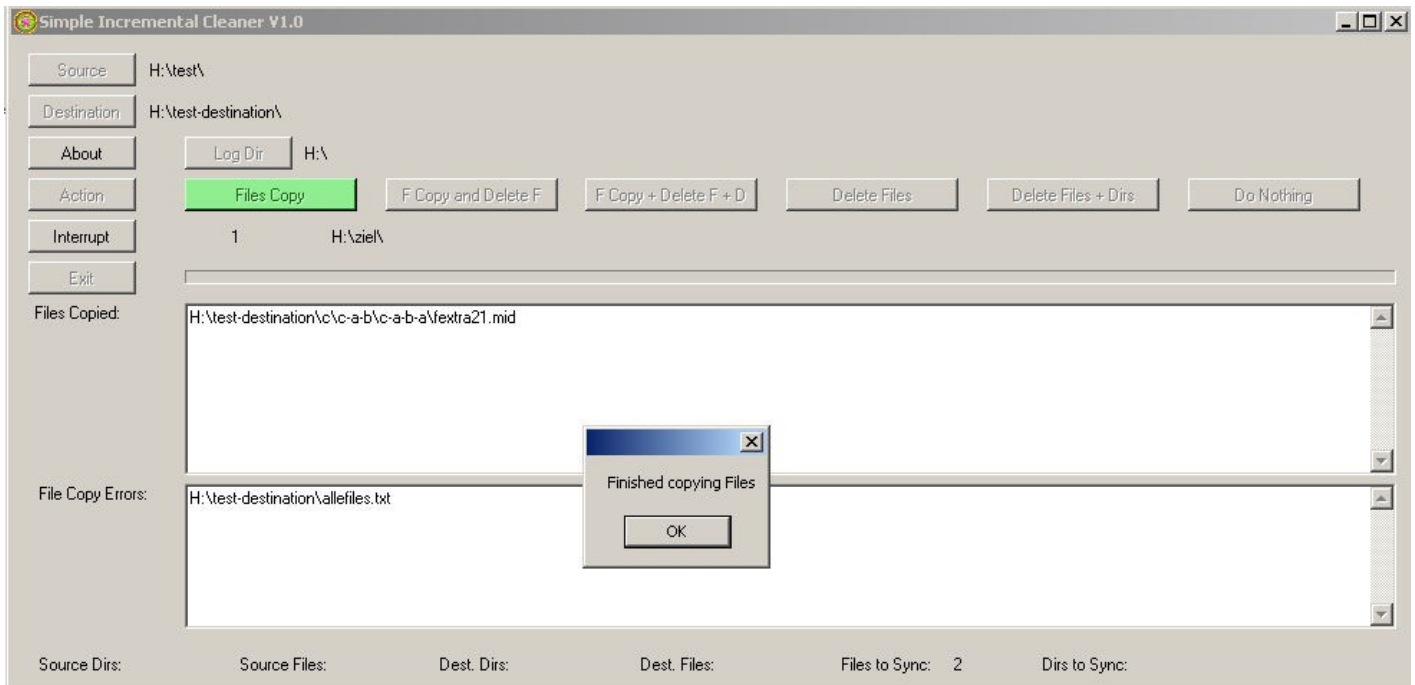 Simple Incremental Cleaner V1.0
Source H:\test\
Destination H:\test-destination\
About Log Dir H:\
Action Files Copy F Copy and Delete F F Copy + Delete F + D Delete Files Delete Files + Dirs Do Nothing
Interrupt 1 H:\ziel\
Exit
Files Copied:
H:\test-destination\c\c-a-b\c-a-b-a\fextra21.mid
Finished copying Files
OK
File Copy Errors:
H:\test-destination\allefiles.txt
Source Dirs: Source Files: Dest. Dirs: Dest. Files: Files to Sync: 2 Dirs to Sync: